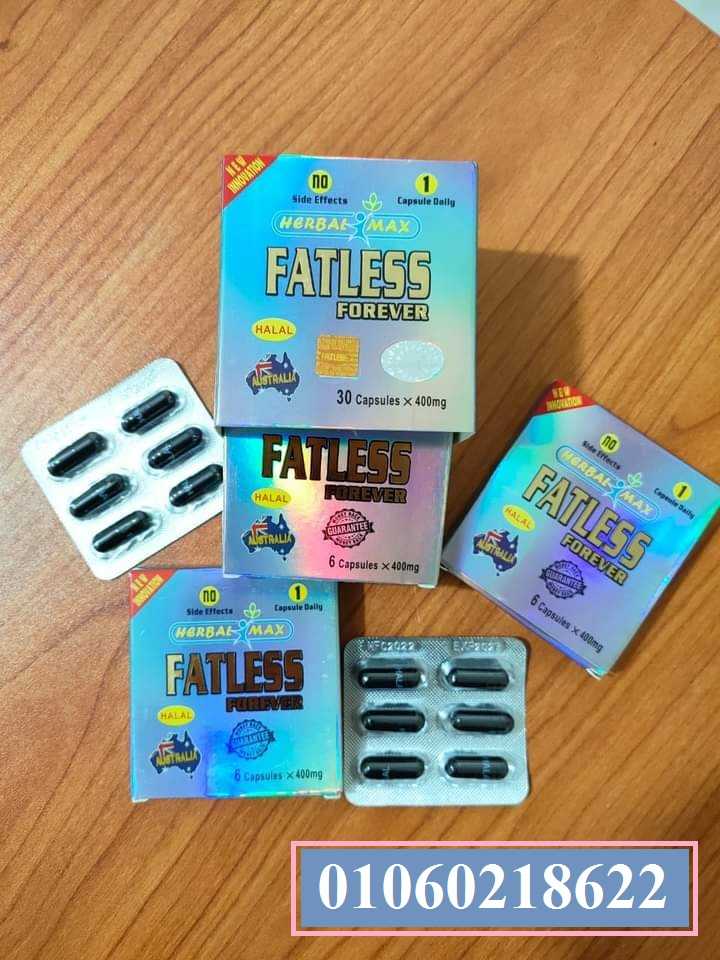 NEW
INNOVATION
no
Side Effects
1
Capsule Daily
HERBAL MAX
FATLESS
FOREVER
HALAL
AUSTRALIA
FATLESS
30 Capsules × 400mg
FATLESS
FOREVER
HALAL
AUSTRALIA
GUARANTEE
6 Capsules × 400mg
NEW
INNOVATION
no
Side Effects
1
Capsule Daily
HERBAL MAX
FATLESS
FOREVER
HALAL
AUSTRALIA
GUARANTEE
6 Capsules × 400mg
NEW
INNOVATION
no
Side Effects
1
Capsule Daily
HERBAL MAX
FATLESS
FOREVER
HALAL
AUSTRALIA
GUARANTEE
6 Capsules × 400mg
01060218622